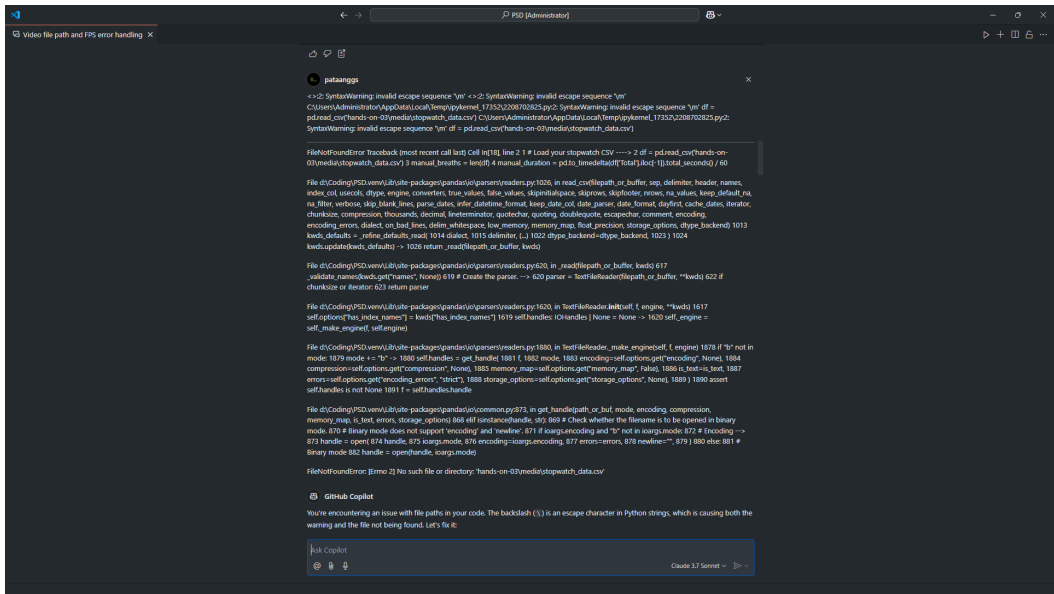 PSD [Administrator]
Video file path and FPS error handling
pataanggs
<>:2: SyntaxWarning: invalid escape sequence '\m' <>:2: SyntaxWarning: invalid escape sequence '\m'
C:\Users\Administrator\AppData\Local\Temp\ipykernel_17352\2208702825.py:2: SyntaxWarning: invalid escape sequence '\m' df =
pd.read_csv('hands-on-03\media\stopwatch_data.csv') C:\Users\Administrator\AppData\Local\Temp\ipykernel_17352\2208702825.py:2:
SyntaxWarning: invalid escape sequence '\m' df = pd.read_csv('hands-on-03\media\stopwatch_data.csv')
FileNotFoundError Traceback (most recent call last) Cell In[18], line 2 1 # Load your stopwatch CSV ----> 2 df = pd.read_csv('hands-on-
03\media\stopwatch_data.csv') 3 manual_breaths = len(df) 4 manual_duration = pd.to_timedelta(df['Total'].iloc[-1]).total_seconds() / 60
File d:\Coding\PSD.venv\Lib\site-packages\pandas\io\parsers\readers.py:1026, in read_csv(filepath_or_buffer, sep, delimiter, header, names,
index_col, usecols, dtype, engine, converters, true_values, false_values, skipinitialspace, skiprows, skipfooter, nrows, na_values, keep_default_na,
na_filter, verbose, skip_blank_lines, parse_dates, infer_datetime_format, keep_date_col, date_parser, date_format, dayfirst, cache_dates, iterator,
chunksize, compression, thousands, decimal, lineterminator, quotechar, quoting, doublequote, escapechar, comment, encoding,
encoding_errors, dialect, on_bad_lines, delim_whitespace, low_memory, memory_map, float_precision, storage_options, dtype_backend) 1013
kwds_defaults = _refine_defaults_read( 1014 dialect, 1015 delimiter, (...) 1022 dtype_backend=dtype_backend, 1023 ) 1024
kwds.update(kwds_defaults) -> 1026 return _read(filepath_or_buffer, kwds)
File d:\Coding\PSD.venv\Lib\site-packages\pandas\io\parsers\readers.py:620, in _read(filepath_or_buffer, kwds) 617
_validate_names(kwds.get("names", None)) 619 # Create the parser. --> 620 parser = TextFileReader(filepath_or_buffer, **kwds) 622 if
chunksize or iterator: 623 return parser
File d:\Coding\PSD.venv\Lib\site-packages\pandas\io\parsers\readers.py:1620, in TextFileReader.init(self, f, engine, **kwds) 1617
self.options["has_index_names"] = kwds["has_index_names"] 1619 self.handles: IOHandles | None = None -> 1620 self._engine =
self._make_engine(f, self.engine)
File d:\Coding\PSD.venv\Lib\site-packages\pandas\io\parsers\readers.py:1880, in TextFileReader._make_engine(self, f, engine) 1878 if "b" not in
mode: 1879 mode += "b" -> 1880 self.handles = get_handle( 1881 f, 1882 mode, 1883 encoding=self.options.get("encoding", None), 1884
compression=self.options.get("compression", None), 1885 memory_map=self.options.get("memory_map", False), 1886 is_text=is_text, 1887
errors=self.options.get("encoding_errors", "strict"), 1888 storage_options=self.options.get("storage_options", None), 1889 ) 1890 assert
self.handles is not None 1891 f = self.handles.handle
File d:\Coding\PSD.venv\Lib\site-packages\pandas\io\common.py:873, in get_handle(path_or_buf, mode, encoding, compression,
memory_map, is_text, errors, storage_options) 868 elif isinstance(handle, str): 869 # Check whether the filename is to be opened in binary
mode. 870 # Binary mode does not support 'encoding' and 'newline'. 871 if ioargs.encoding and "b" not in ioargs.mode: 872 # Encoding -->
873 handle = open( 874 handle, 875 ioargs.mode, 876 encoding=ioargs.encoding, 877 errors=errors, 878 newline="", 879 ) 880 else: 881 #
Binary mode 882 handle = open(handle, ioargs.mode)
FileNotFoundError: [Errno 2] No such file or directory: 'hands-on-03\media\stopwatch_data.csv'
GitHub Copilot
You're encountering an issue with file paths in your code. The backslash (\) is an escape character in Python strings, which is causing both the
warning and the file not being found. Let's fix it:
Ask Copilot
Claude 3.7 Sonnet